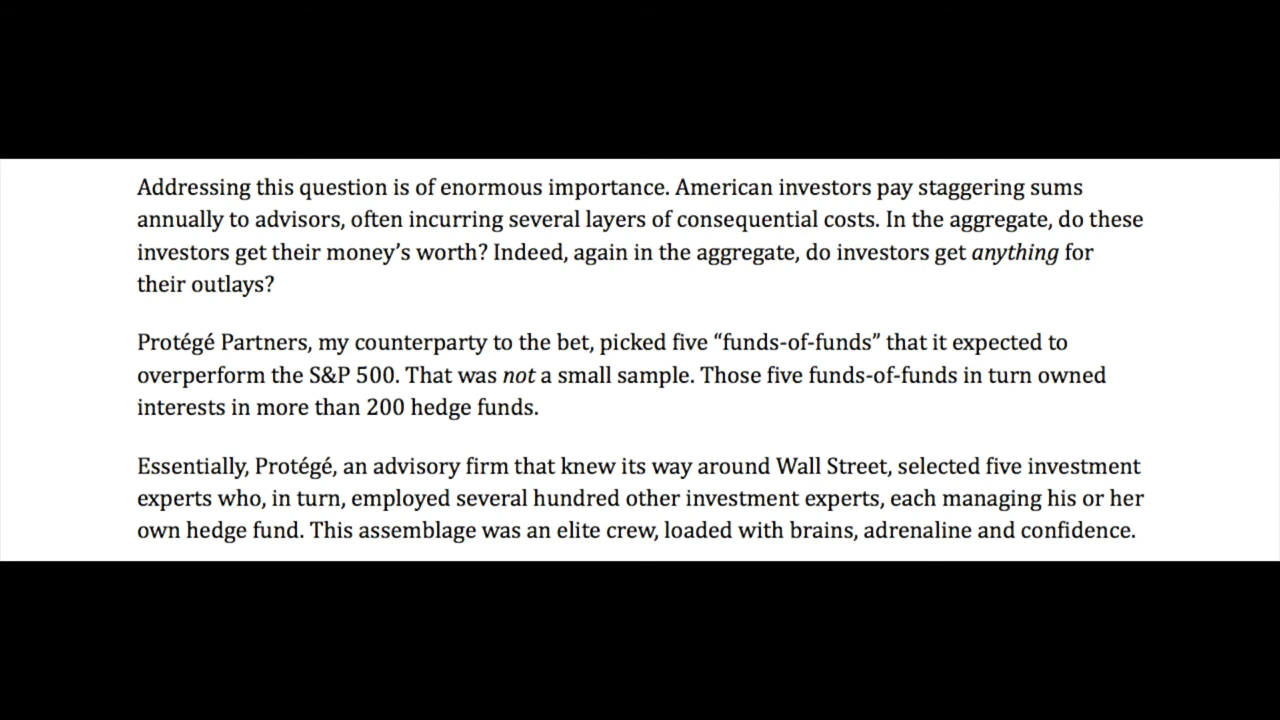 Addressing this question is of enormous importance. American investors pay staggering sums
annually to advisors, often incurring several layers of consequential costs. In the aggregate, do these
investors get their money’s worth? Indeed, again in the aggregate, do investors get anything for
their outlays?
Protégé Partners, my counterparty to the bet, picked five “funds-of-funds” that it expected to
overperform the S&P 500. That was not a small sample. Those five funds-of-funds in turn owned
interests in more than 200 hedge funds.
Essentially, Protégé, an advisory firm that knew its way around Wall Street, selected five investment
experts who, in turn, employed several hundred other investment experts, each managing his or her
own hedge fund. This assemblage was an elite crew, loaded with brains, adrenaline and confidence.